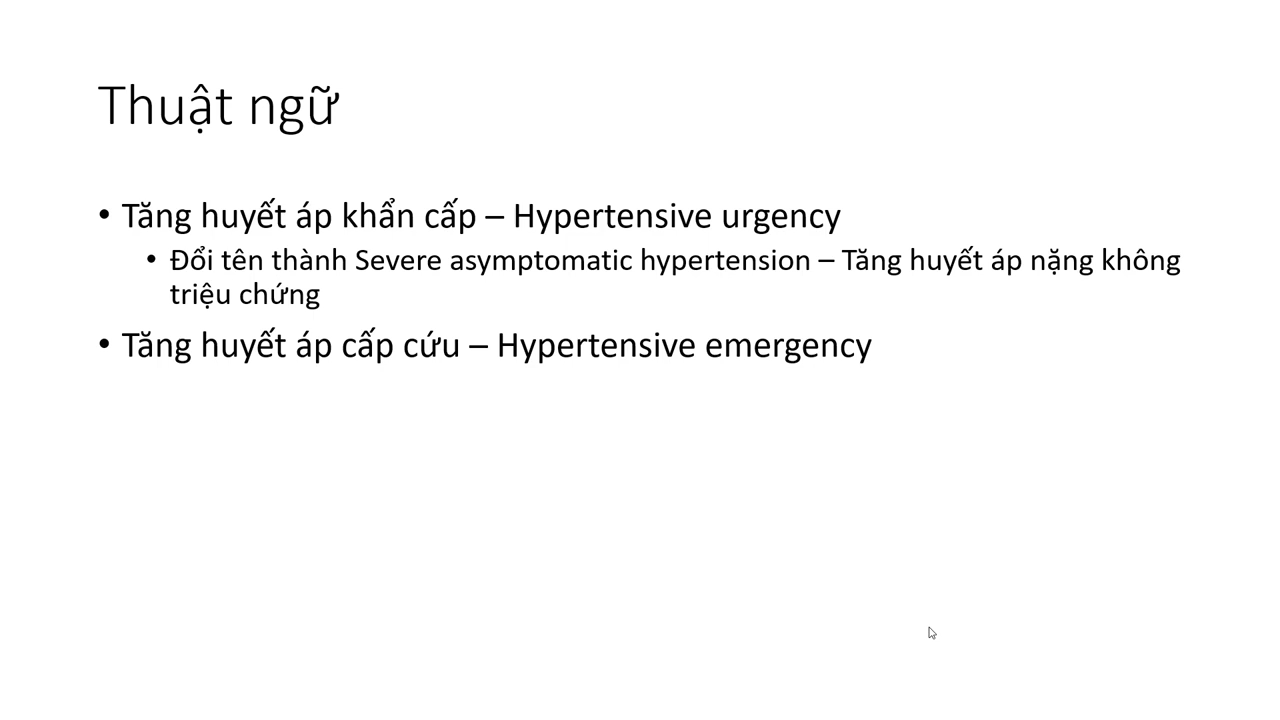 Thuật ngữ
• Tăng huyết áp khẩn cấp – Hypertensive urgency
• Đổi tên thành Severe asymptomatic hypertension – Tăng huyết áp nặng không
triệu chứng
• Tăng huyết áp cấp cứu – Hypertensive emergency